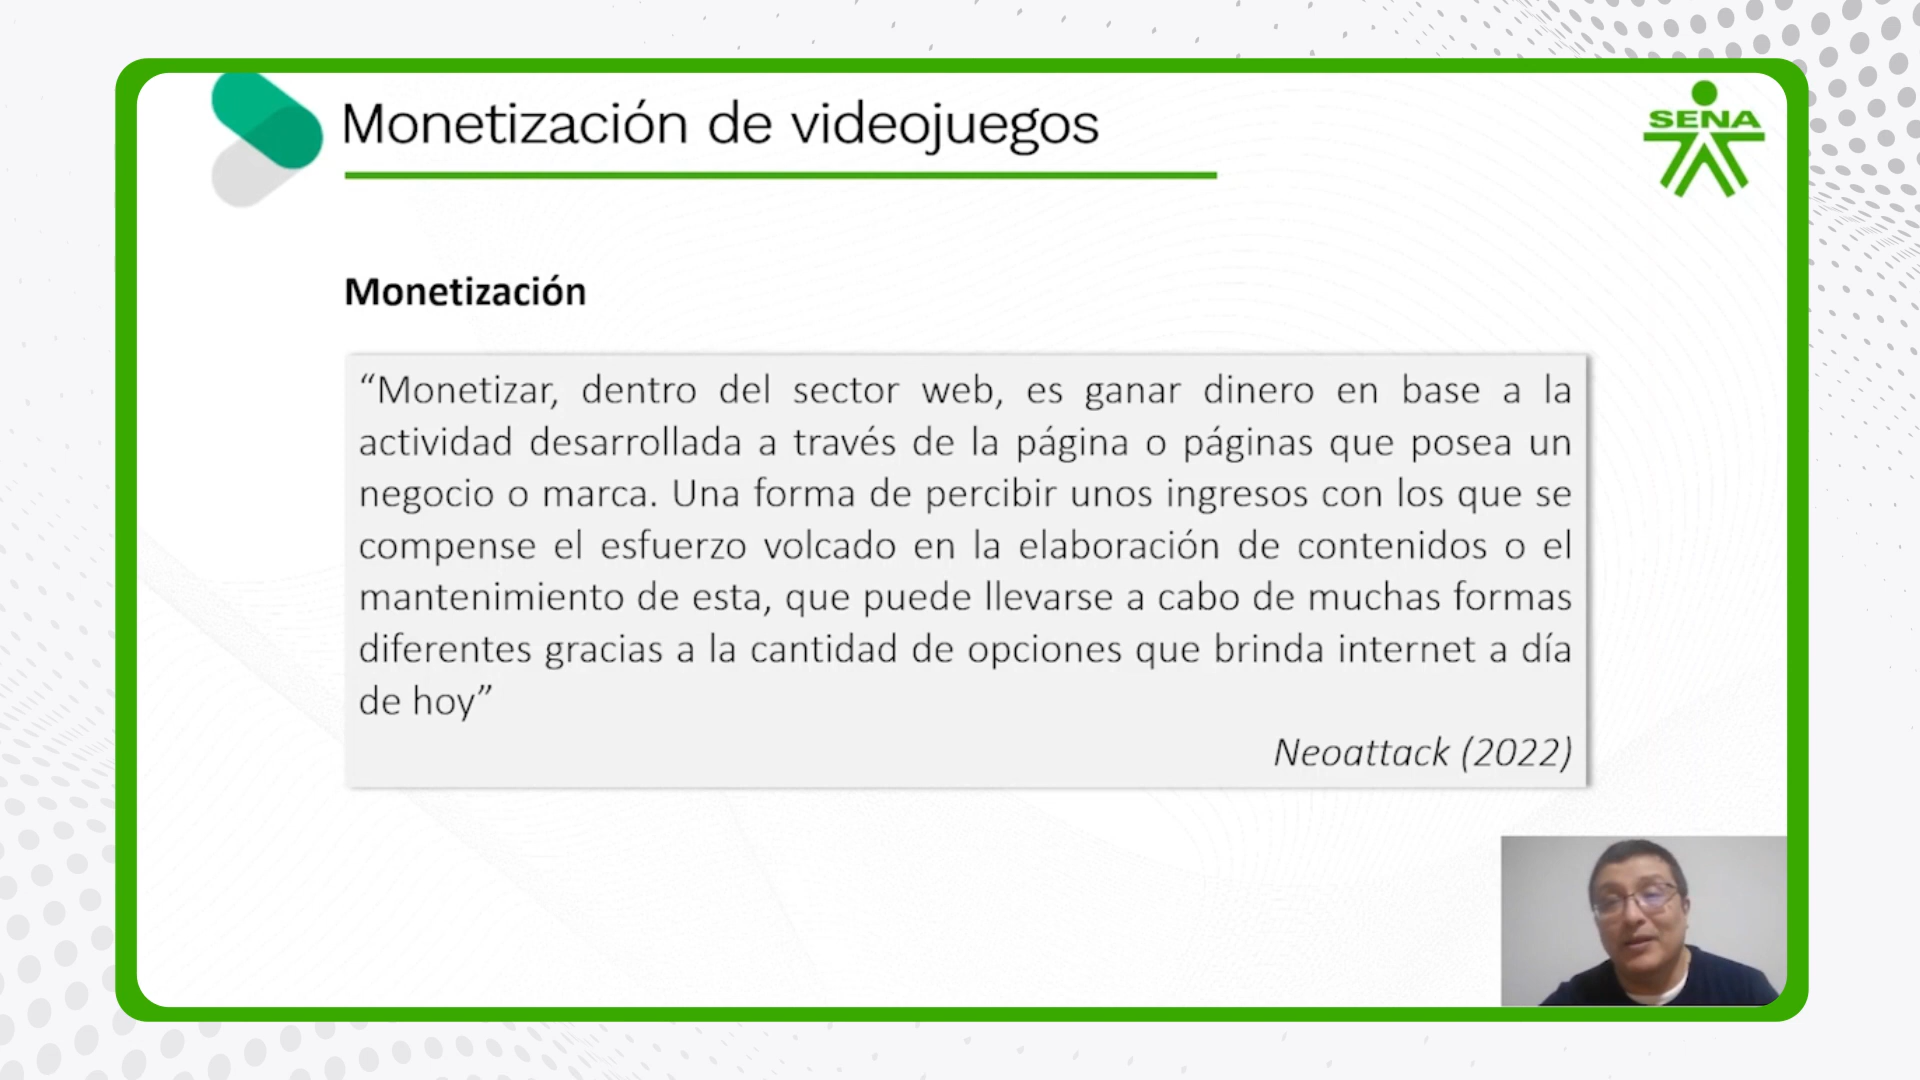 Monetización de videojuegos
SENA
Monetización
“Monetizar, dentro del sector web, es ganar dinero en base a la
actividad desarrollada a través de la página o páginas que posea un
negocio o marca. Una forma de percibir unos ingresos con los que se
compense el esfuerzo volcado en la elaboración de contenidos o el
mantenimiento de esta, que puede llevarse a cabo de muchas formas
diferentes gracias a la cantidad de opciones que brinda internet a día
de hoy”
Neoattack (2022)